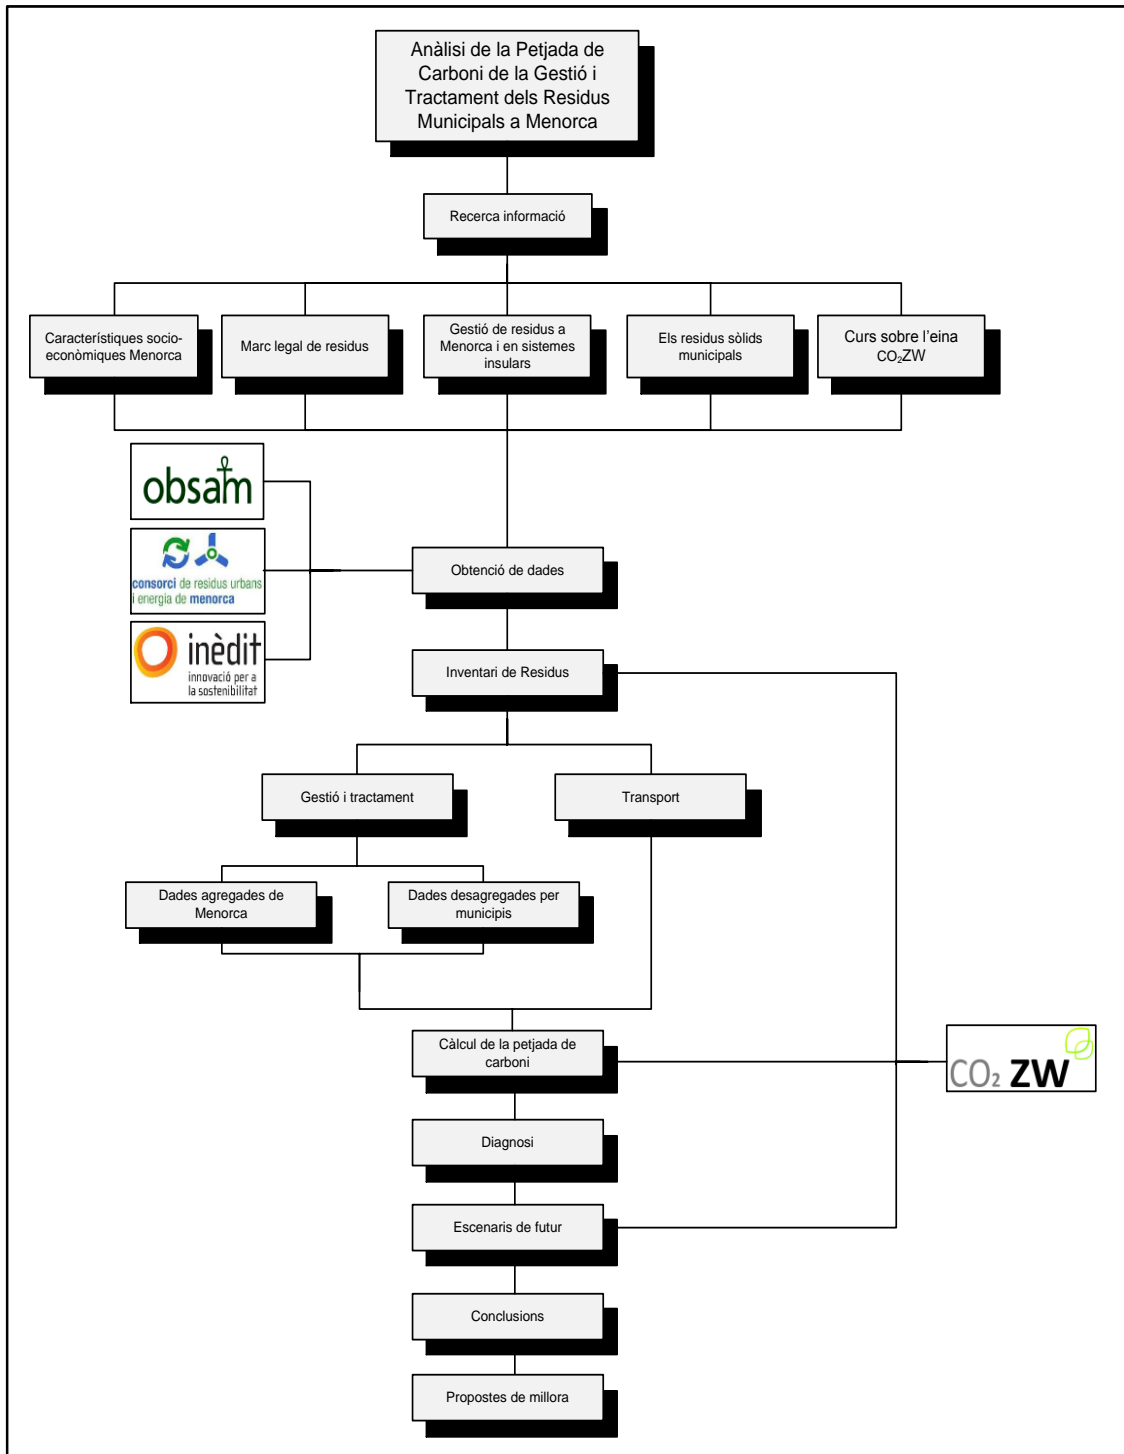 Anàlisi de la Petjada de
Carboni de la Gestió i
Tractament dels Residus
Municipals a Menorca
Recerca informació
Característiques socio-
econòmiques Menorca
Marc legal de residus
Gestió de residus a
Menorca i en sistemes
insulars
Els residus sòlids
municipals
Curs sobre l’eina
CO₂ZW
obsam
consorci de residus urbans
i energia de menorca
inèdit
innovació per a
la sostenibilitat
Obtenció de dades
Inventari de Residus
Gestió i tractament
Transport
Dades agregades de
Menorca
Dades desagregades per
municipis
Càlcul de la petjada de
carboni
CO₂ ZW
Diagnosi
Escenaris de futur
Conclusions
Propostes de millora